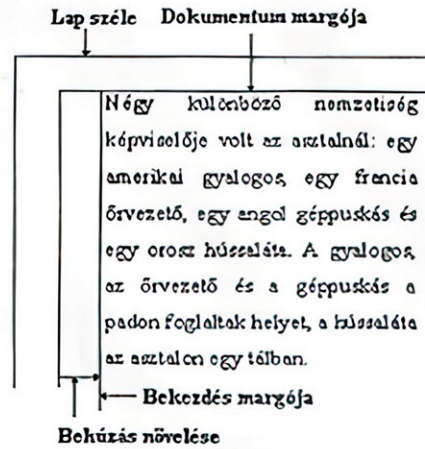 Lap széle Dokumentum margója
Négy különböző nemzetiség
képviselője volt az asztalnál: egy
amerikai gyalogos, egy francia
őrvezető, egy angol géppuskás és
egy orosz hússaláta. A gyalogos,
az őrvezető és a géppuskás a
padon foglaltak helyet, a hússaláta
az asztalon egy tálban.
Bekezdés margója
Behúzás növelése